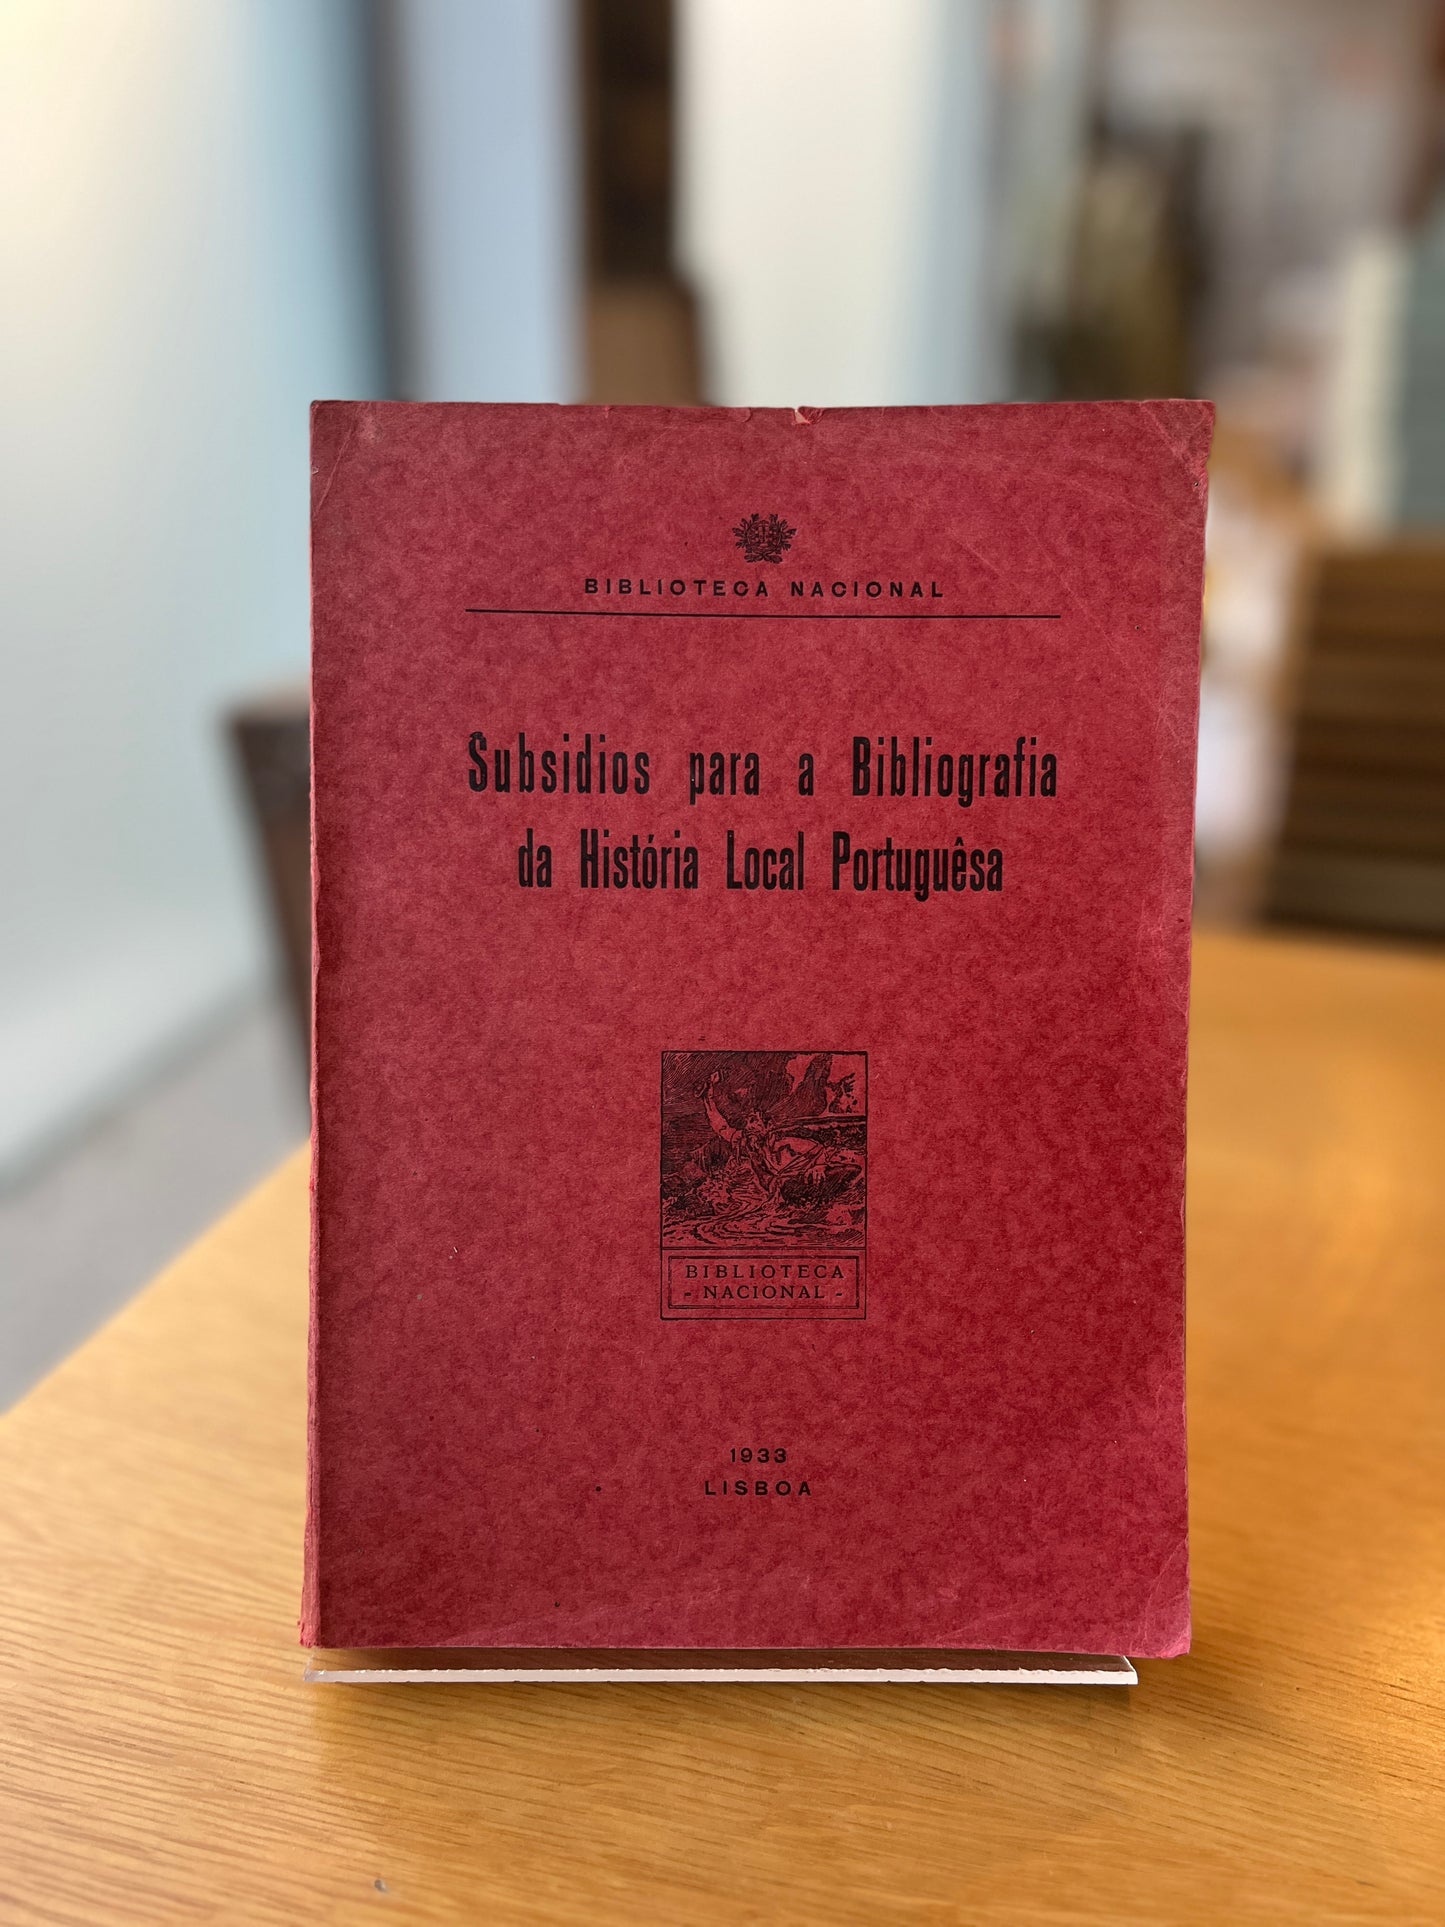 BIBLIOTECA NACIONAL
Subsidios para a Bibliografia
da História Local Portuguêsa
BIBLIOTECA
- NACIONAL -
1933
LISBOA